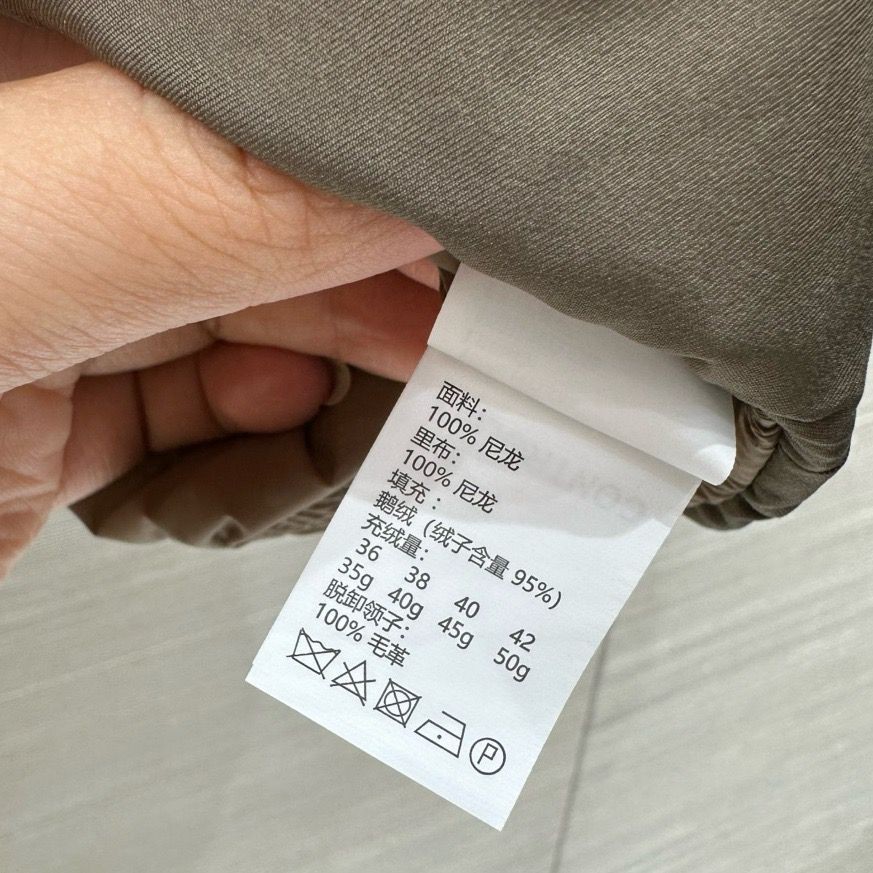 面料：
100% 尼龙
里布：
100% 尼龙
填充：
鹅绒（绒子含量 95%）
充绒量：
36 38 40 42
35g 40g 45g 50g
脱卸领子：
100% 毛革
P